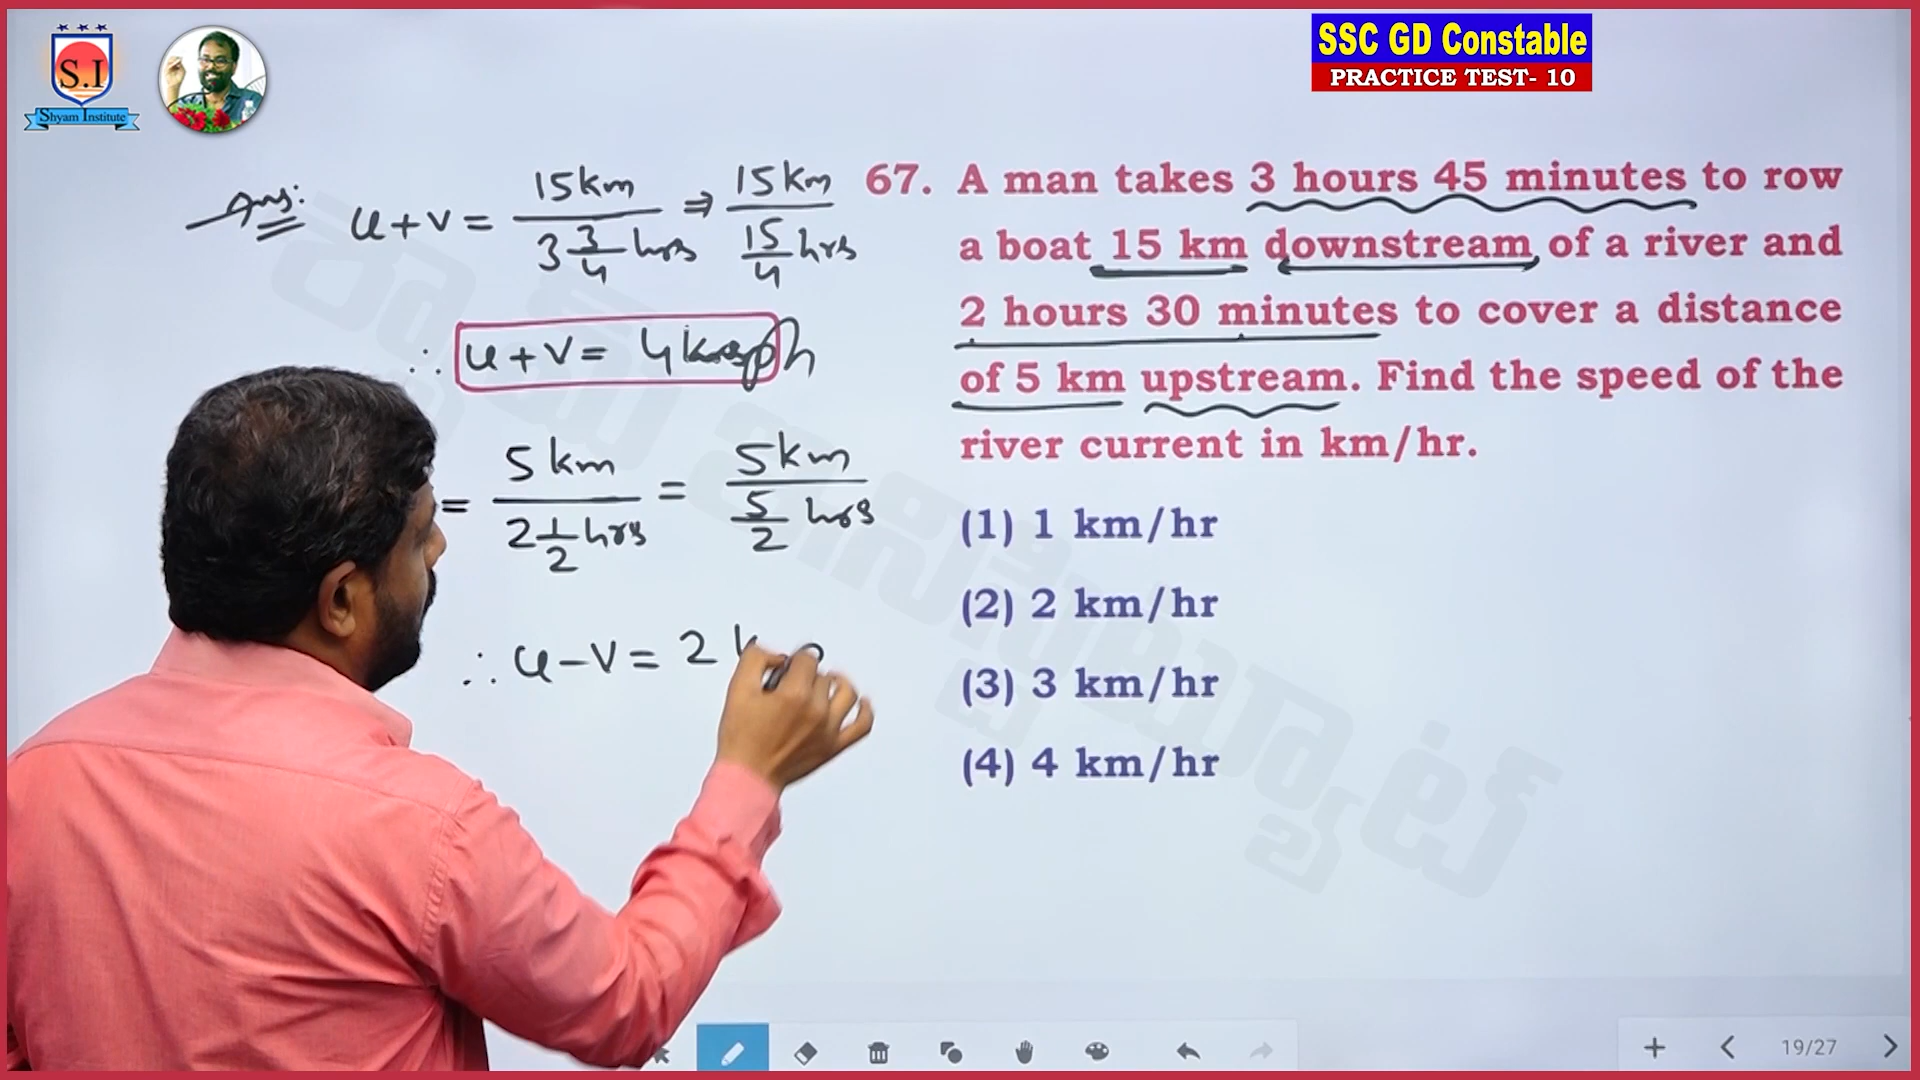 S.I
Shyam Institute
SSC GD Constable
PRACTICE TEST- 10
Ans:
u+v = 15km / 3 3/4 hrs ⇒ 15km / 15/4 hrs
∴ u+v = 4kmph
= 5km / 2 1/2 hrs = 5km / 5/2 hrs
∴ u-v = 2
67. A man takes 3 hours 45 minutes to row
a boat 15 km downstream of a river and
2 hours 30 minutes to cover a distance
of 5 km upstream. Find the speed of the
river current in km/hr.
(1) 1 km/hr
(2) 2 km/hr
(3) 3 km/hr
(4) 4 km/hr
19/27